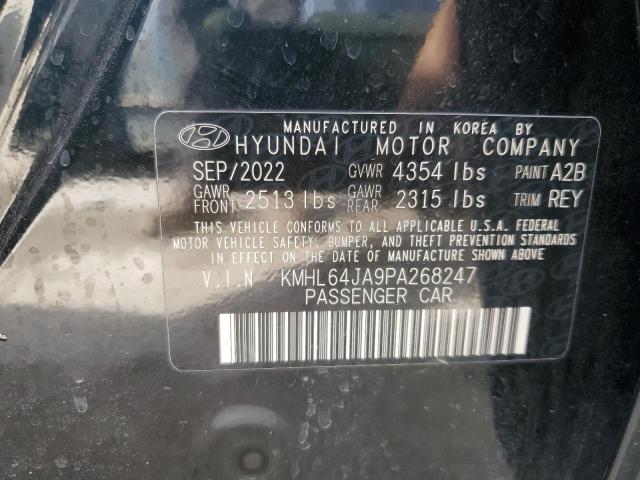 MANUFACTURED IN KOREA BY
HYUNDAI MOTOR COMPANY
SEP/2022 GVWR 4354 lbs PAINT A2B
GAWR FRONT 2513 lbs GAWR REAR 2315 lbs TRIM REY
THIS VEHICLE CONFORMS TO ALL APPLICABLE U.S.A. FEDERAL
MOTOR VEHICLE SAFETY, BUMPER, AND THEFT PREVENTION STANDARDS
IN EFFECT ON THE DATE OF MANUFACTURE SHOWN ABOVE
V.I.N KMHL64JA9PA268247
PASSENGER CAR